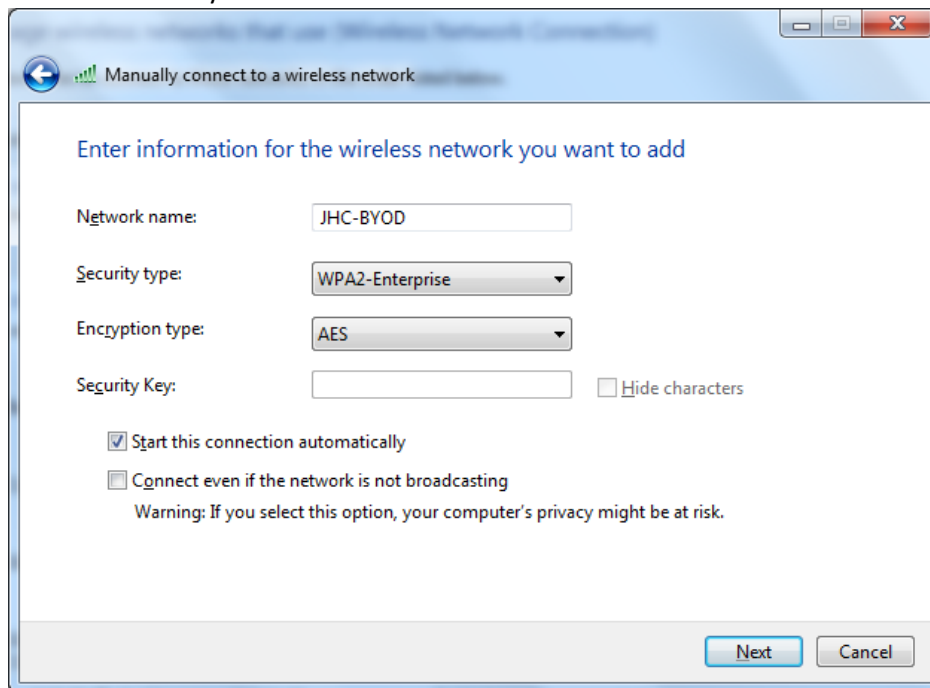 Manually connect to a wireless network
Enter information for the wireless network you want to add
Network name: JHC-BYOD
Security type: WPA2-Enterprise
Encryption type: AES
Security Key: Hide characters
Start this connection automatically
Connect even if the network is not broadcasting
Warning: If you select this option, your computer's privacy might be at risk.
Next Cancel